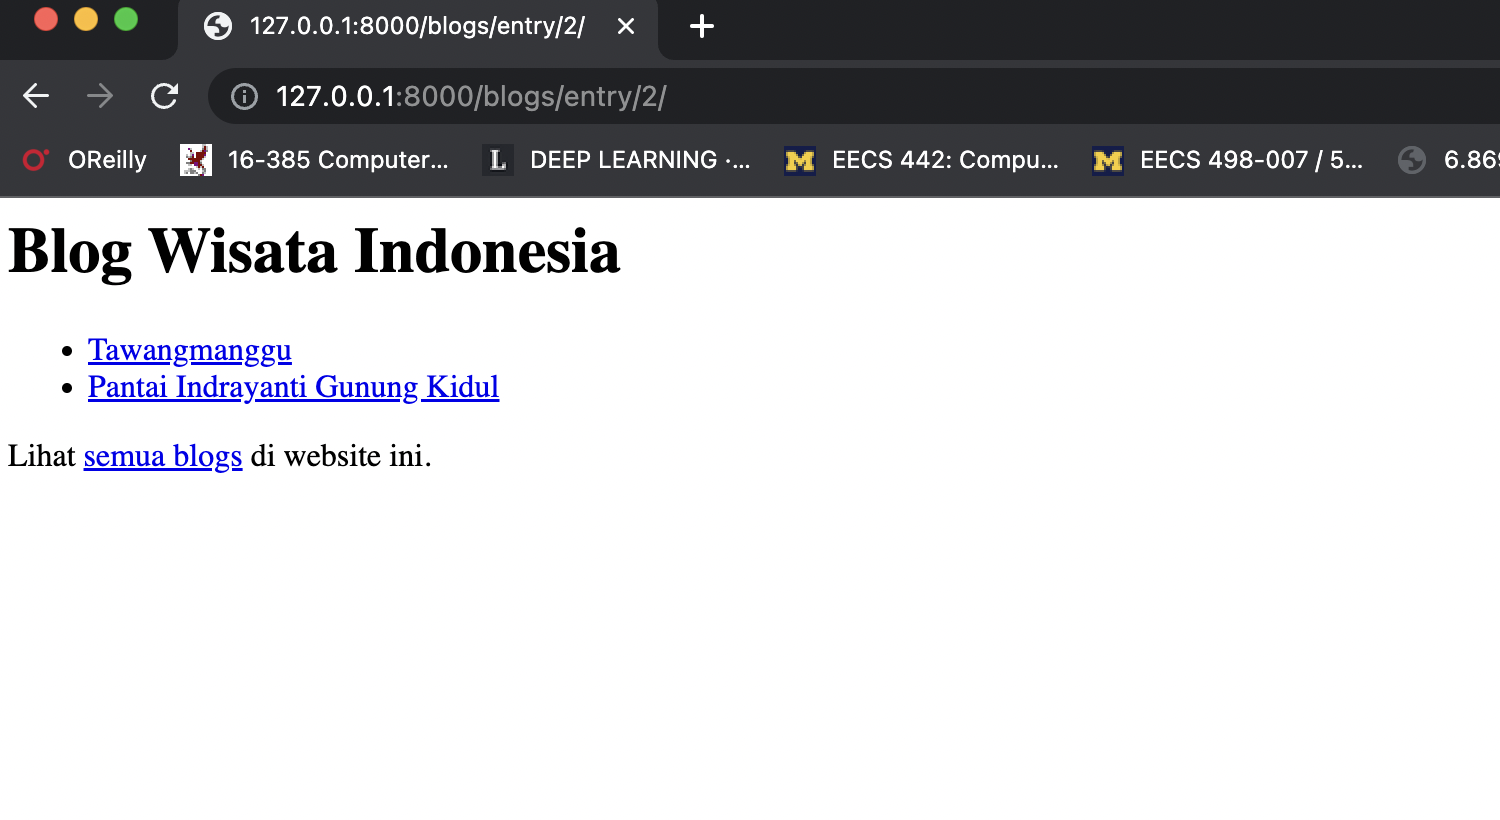 127.0.0.1:8000/blogs/entry/2/
127.0.0.1:8000/blogs/entry/2/
OReilly 16-385 Computer... L DEEP LEARNING ·... M EECS 442: Compu... M EECS 498-007 / 5... 6.869
Blog Wisata Indonesia
Tawangmanggu
Pantai Indrayanti Gunung Kidul
Lihat semua blogs di website ini.